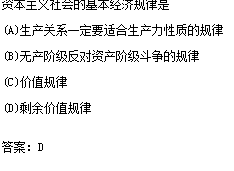 资本主义社会的基本经济规律是
(A)生产关系一定要适合生产力性质的规律
(B)无产阶级反对资产阶级斗争的规律
(C)价值规律
(D)剩余价值规律
答案：D